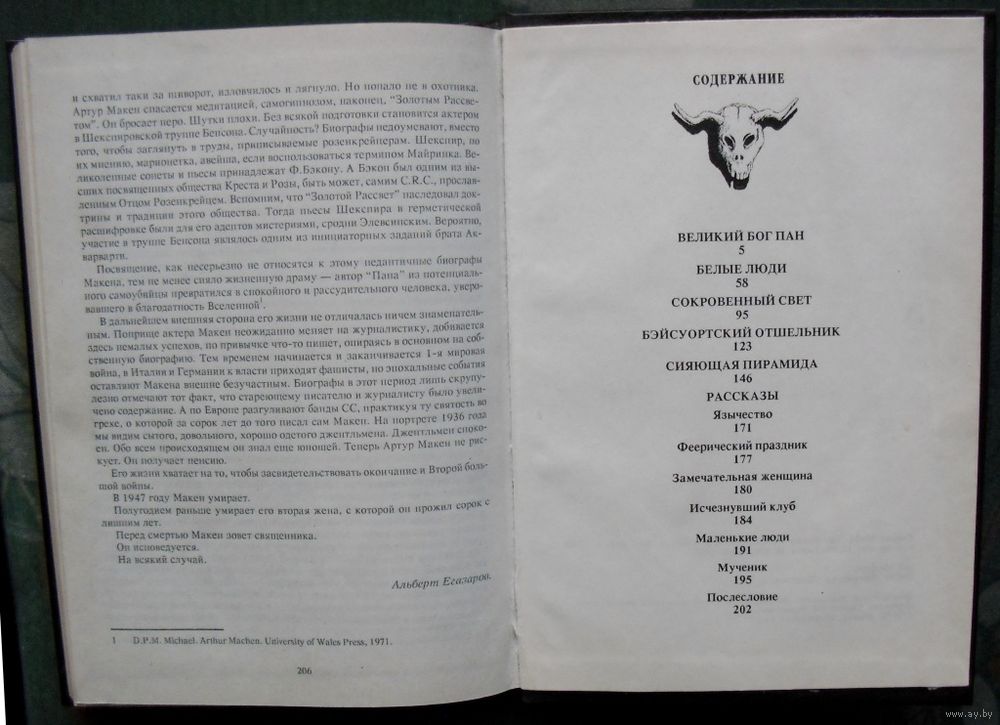 и схватил таки за шиворот, изловчилось и лягнуло. Но попало не в охотника.
Артур Макен спасается медитацией, самогипнозом, наконец, “Золотым Рассве-
том”. Он бросает перо. Шутки плохи. Без всякой подготовки становится актером
в Шекспировской труппе Бенсона. Случайность? Биографы недоумевают, вместо
того, чтобы заглянуть в труды, приписываемые розенкрейцерам. Шекспир, по
их мнению, марионетка, авейша, если воспользоваться термином Майринка. Ве-
ликолепные сонеты и пьесы принадлежат Ф.Бэкону. А Бэкон был одним из вы-
сших посвященных общества Креста и Розы, быть может, самим C.R.C., прослав-
ленным Отцом Розенкрейцем. Вспомним, что “Золотой Рассвет” наследовал док-
трины и традиции этого общества. Тогда пьесы Шекспира в герметической
расшифровке были для его адептов мистериями, сродни Элевсинским. Вероятно,
участие в труппе Бенсона являлось одним из инициаторных заданий брата Ак-
варварти.
Посвящение, как несерьезно не относятся к этому недантичные биографы
Макена, тем не менее сняло жизненную драму — автор “Пана” из потенциаль-
ного самоубийцы превратился в спокойного и рассудительного человека, уверо-
вавшего в благодатность Вселенной¹.
В дальнейшем внешняя сторона его жизни не отличалась ничем знаменатель-
ным. Поприще актера Макен неожиданно меняет на журналистику, добивается
здесь немалых успехов, по привычке что-то пишет, опираясь в основном на соб-
ственную биографию. Тем временем начинается и заканчивается 1-я мировая
война, в Италии и Германии к власти приходят фашисты, но эпохальные события
оставляют Макена внешне безучастным. Биографы в этот период лишь скрупу-
лезно отмечают тот факт, что стареющему писателю и журналисту было увели-
чено содержание. А по Европе разгуливают банды СС, практикуя ту святость во
грехе, о которой за сорок лет до того писал сам Макен. На портрете 1936 года
мы видим сытого, довольного, хорошо одетого джентльмена. Джентльмен споко-
ен. Обо всем происходящем он знал еще юношей. Теперь Артур Макен не рис-
кует. Он получает пенсию.
Его жизни хватает на то, чтобы засвидетельствовать окончание и Второй боль-
шой войны.
В 1947 году Макен умирает.
Полугодием раньше умирает его вторая жена, с которой он прожил сорок с
лишним лет.
Перед смертью Макен зовет священника.
Он исповедуется.
На всякий случай.
Альберт Егазаров.
1 D.P.M. Michael. Arthur Machen. University of Wales Press, 1971.
206
СОДЕРЖАНИЕ
ВЕЛИКИЙ БОГ ПАН
5
БЕЛЫЕ ЛЮДИ
58
СОКРОВЕННЫЙ СВЕТ
95
БЭЙСУОРТСКИЙ ОТШЕЛЬНИК
123
СИЯЮЩАЯ ПИРАМИДА
146
РАССКАЗЫ
Язычество
171
Феерический праздник
177
Замечательная женщина
180
Исчезнувший клуб
184
Маленькие люди
191
Мученик
195
Послесловие
202
www.ay.by